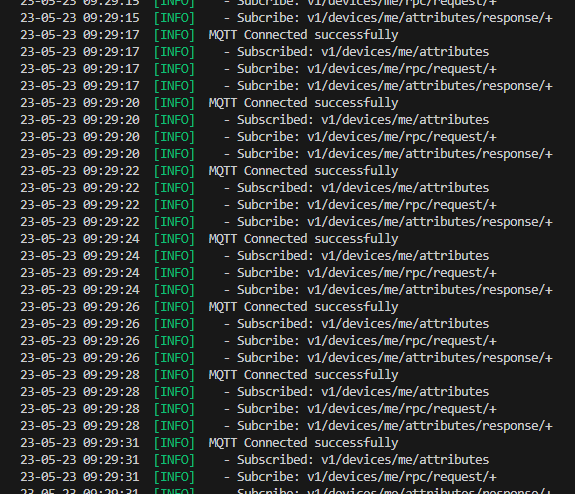 23-05-23 09:29:15 [INFO] - Subcribe: v1/devices/me/rpc/request/+
23-05-23 09:29:15 [INFO] - Subcribe: v1/devices/me/attributes/response/+
23-05-23 09:29:17 [INFO] MQTT Connected successfully
23-05-23 09:29:17 [INFO] - Subscribed: v1/devices/me/attributes
23-05-23 09:29:17 [INFO] - Subcribe: v1/devices/me/rpc/request/+
23-05-23 09:29:17 [INFO] - Subcribe: v1/devices/me/attributes/response/+
23-05-23 09:29:20 [INFO] MQTT Connected successfully
23-05-23 09:29:20 [INFO] - Subscribed: v1/devices/me/attributes
23-05-23 09:29:20 [INFO] - Subcribe: v1/devices/me/rpc/request/+
23-05-23 09:29:20 [INFO] - Subcribe: v1/devices/me/attributes/response/+
23-05-23 09:29:22 [INFO] MQTT Connected successfully
23-05-23 09:29:22 [INFO] - Subscribed: v1/devices/me/attributes
23-05-23 09:29:22 [INFO] - Subcribe: v1/devices/me/rpc/request/+
23-05-23 09:29:22 [INFO] - Subcribe: v1/devices/me/attributes/response/+
23-05-23 09:29:24 [INFO] MQTT Connected successfully
23-05-23 09:29:24 [INFO] - Subscribed: v1/devices/me/attributes
23-05-23 09:29:24 [INFO] - Subcribe: v1/devices/me/rpc/request/+
23-05-23 09:29:24 [INFO] - Subcribe: v1/devices/me/attributes/response/+
23-05-23 09:29:26 [INFO] MQTT Connected successfully
23-05-23 09:29:26 [INFO] - Subscribed: v1/devices/me/attributes
23-05-23 09:29:26 [INFO] - Subcribe: v1/devices/me/rpc/request/+
23-05-23 09:29:26 [INFO] - Subcribe: v1/devices/me/attributes/response/+
23-05-23 09:29:28 [INFO] MQTT Connected successfully
23-05-23 09:29:28 [INFO] - Subscribed: v1/devices/me/attributes
23-05-23 09:29:28 [INFO] - Subcribe: v1/devices/me/rpc/request/+
23-05-23 09:29:28 [INFO] - Subcribe: v1/devices/me/attributes/response/+
23-05-23 09:29:31 [INFO] MQTT Connected successfully
23-05-23 09:29:31 [INFO] - Subscribed: v1/devices/me/attributes
23-05-23 09:29:31 [INFO] - Subcribe: v1/devices/me/rpc/request/+
23-05-23 09:29:31 [INFO] - Subcribe: v1/devices/me/attributes/response/+